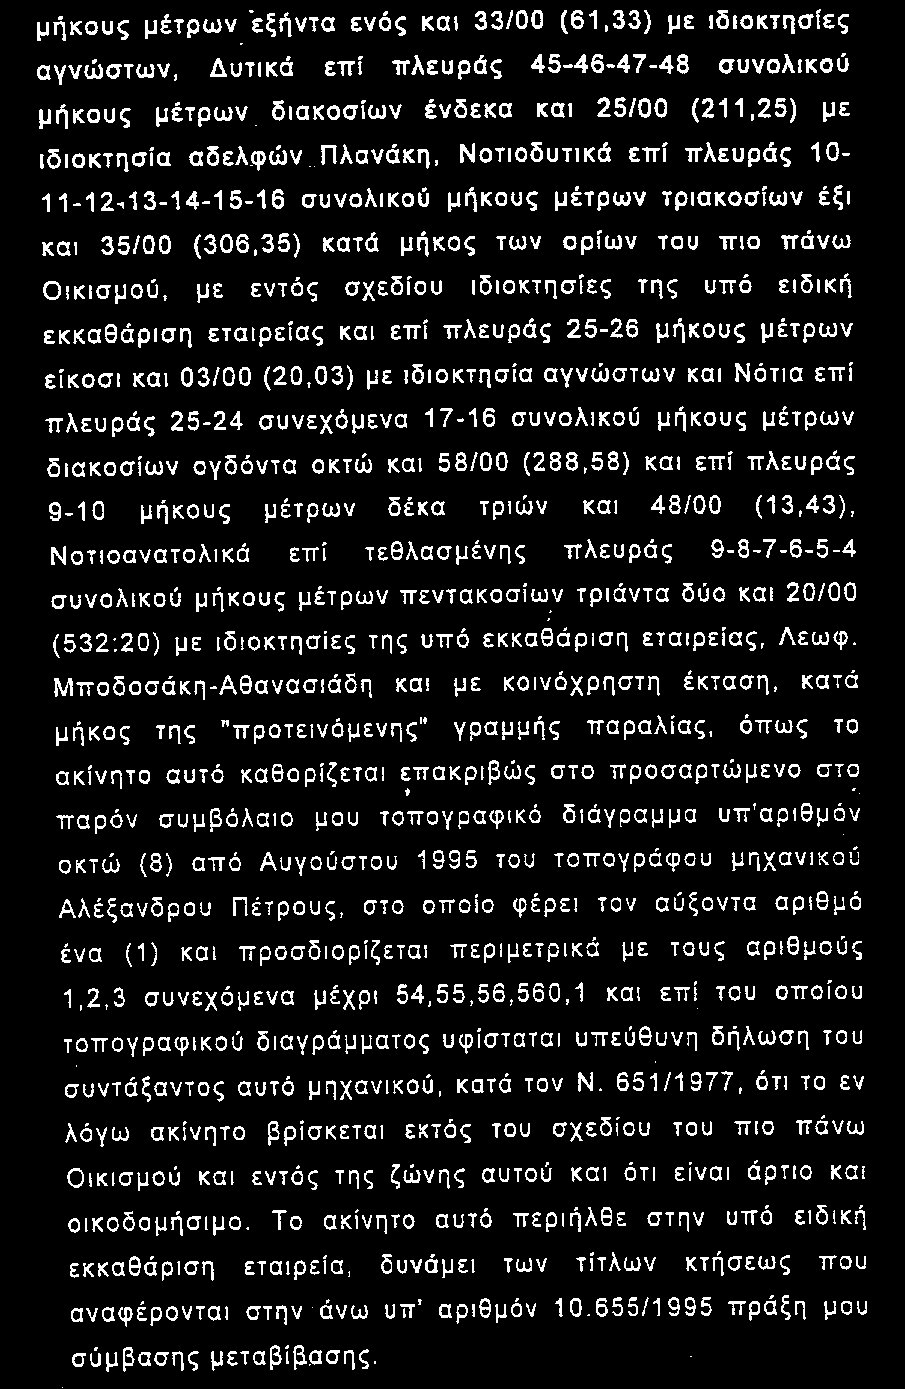 μήκους μέτρων εξήντα ενός και 33/00 (61,33) με ιδιοκτησίες
αγνώστων, Δυτικά επί πλευράς 45-46-47-48 συνολικού
μήκους μέτρων διακοσίων ένδεκα και 25/00 (211,25) με
ιδιοκτησία αδελφών Πλανάκη, Νοτιοδυτικά επί πλευράς 10-
11-12-13-14-15-16 συνολικού μήκους μέτρων τριακοσίων έξι
και 35/00 (306,35) κατά μήκος των ορίων του πιο πάνω
Οικισμού, με εντός σχεδίου ιδιοκτησίες της υπό ειδική
εκκαθάριση εταιρείας και επί πλευράς 25-26 μήκους μέτρων
είκοσι και 03/00 (20,03) με ιδιοκτησία αγνώστων και Νότια επί
πλευράς 25-24 συνεχόμενα 17-16 συνολικού μήκους μέτρων
διακοσίων ογδόντα οκτώ και 58/00 (288,58) και επί πλευράς
9-10 μήκους μέτρων δέκα τριών και 48/00 (13,43),
Νοτιοανατολικά επί τεθλασμένης πλευράς 9-8-7-6-5-4
συνολικού μήκους μέτρων πεντακοσίων τριάντα δύο και 20/00
(532:20) με ιδιοκτησίες της υπό εκκαθάριση εταιρείας, Λεωφ.
Μποδοσάκη-Αθανασιάδη και με κοινόχρηστη έκταση, κατά
μήκος της "προτεινόμενης" γραμμής παραλίας, όπως το
ακίνητο αυτό καθορίζεται επακριβώς στο προσαρτώμενο στο
παρόν συμβόλαιο μου τοπογραφικό διάγραμμα υπ'αριθμόν
οκτώ (8) από Αυγούστου 1995 του τοπογράφου μηχανικού
Αλέξανδρου Πέτρους, στο οποίο φέρει τον αύξοντα αριθμό
ένα (1) και προσδιορίζεται περιμετρικά με τους αριθμούς
1,2,3 συνεχόμενα μέχρι 54,55,56,560,1 και επί του οποίου
τοπογραφικού διαγράμματος υφίσταται υπεύθυνη δήλωση του
συντάξαντος αυτό μηχανικού, κατά τον Ν. 651/1977, ότι το εν
λόγω ακίνητο βρίσκεται εκτός του σχεδίου του πιο πάνω
Οικισμού και εντός της ζώνης αυτού και ότι είναι άρτιο και
οικοδομήσιμο. Το ακίνητο αυτό περιήλθε στην υπό ειδική
εκκαθάριση εταιρεία, δυνάμει των τίτλων κτήσεως που
αναφέρονται στην άνω υπ' αριθμόν 10.655/1995 πράξη μου
σύμβασης μεταβίβασης.